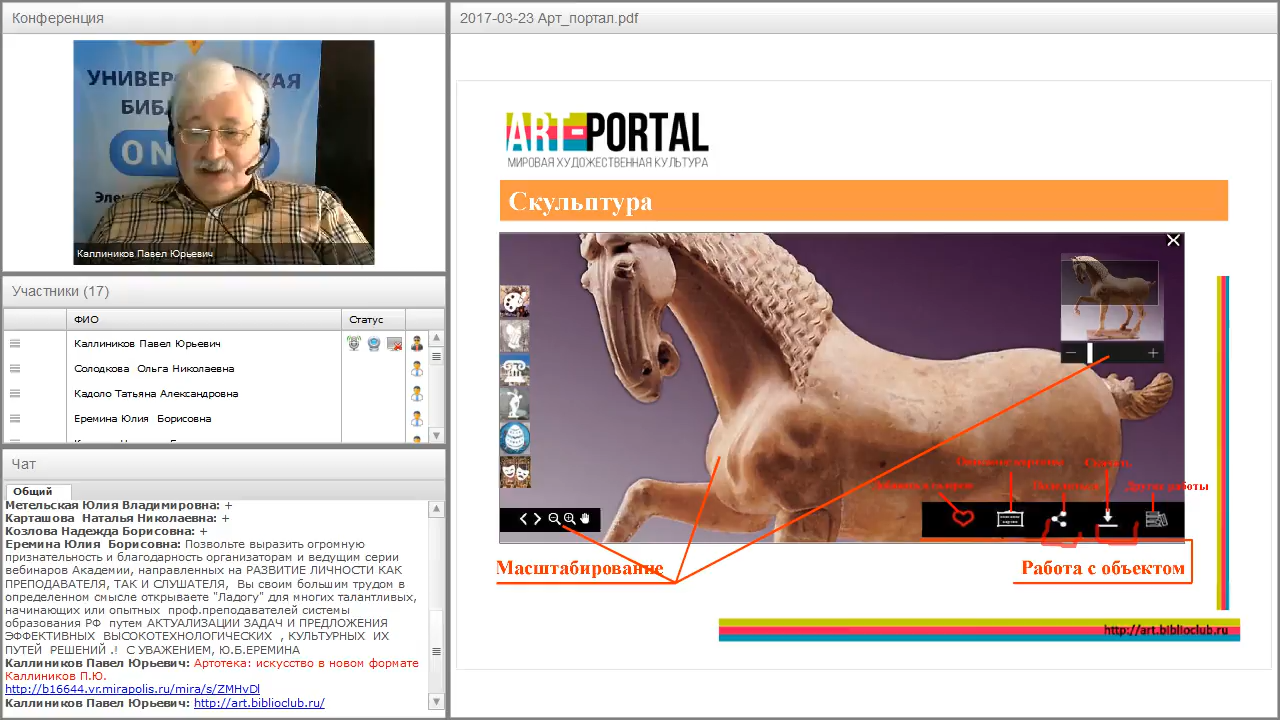 Конференция
УНИВЕР КАЯ
БИБЛ
ON
Эле
Каллиников Павел Юрьевич
Участники (17)
ФИО
Статус
Каллиников Павел Юрьевич
Солодкова Ольга Николаевна
Кадоло Татьяна Александровна
Еремина Юлия Борисовна
Чат
Общий
Метельская Юлия Владимировна: +
Карташова Наталья Николаевна: +
Козлова Надежда Борисовна: +
Еремина Юлия Борисовна: Позвольте выразить огромную
признательность и благодарность организаторам и ведущим серии
вебинаров Академии, направленных на РАЗВИТИЕ ЛИЧНОСТИ КАК
ПРЕПОДАВАТЕЛЯ, ТАК И СЛУШАТЕЛЯ, Вы своим большим трудом в
определенном смысле открываете "Ладогу" для многих талантливых,
начинающих или опытных проф.преподавателей системы
образования РФ путем АКТУАЛИЗАЦИИ ЗАДАЧ И ПРЕДЛОЖЕНИЯ
ЭФФЕКТИВНЫХ ВЫСОКОТЕХНОЛОГИЧЕСКИХ , КУЛЬТУРНЫХ ИХ
ПУТЕЙ РЕШЕНИЙ .! С УВАЖЕНИЕМ, Ю.Б.ЕРЕМИНА
Каллиников Павел Юрьевич: Артотека: искусство в новом формате
Каллиников П.Ю.
http://b16644.vr.mirapolis.ru/mira/s/ZMHvDl
Каллиников Павел Юрьевич: http://art.biblioclub.ru/
2017-03-23 Арт_портал.pdf
ART-PORTAL
МИРОВАЯ ХУДОЖЕСТВЕННАЯ КУЛЬТУРА
Скульптура
Скачать
Другие работы
Масштабирование
Работа с объектом
http://art.biblioclub.ru